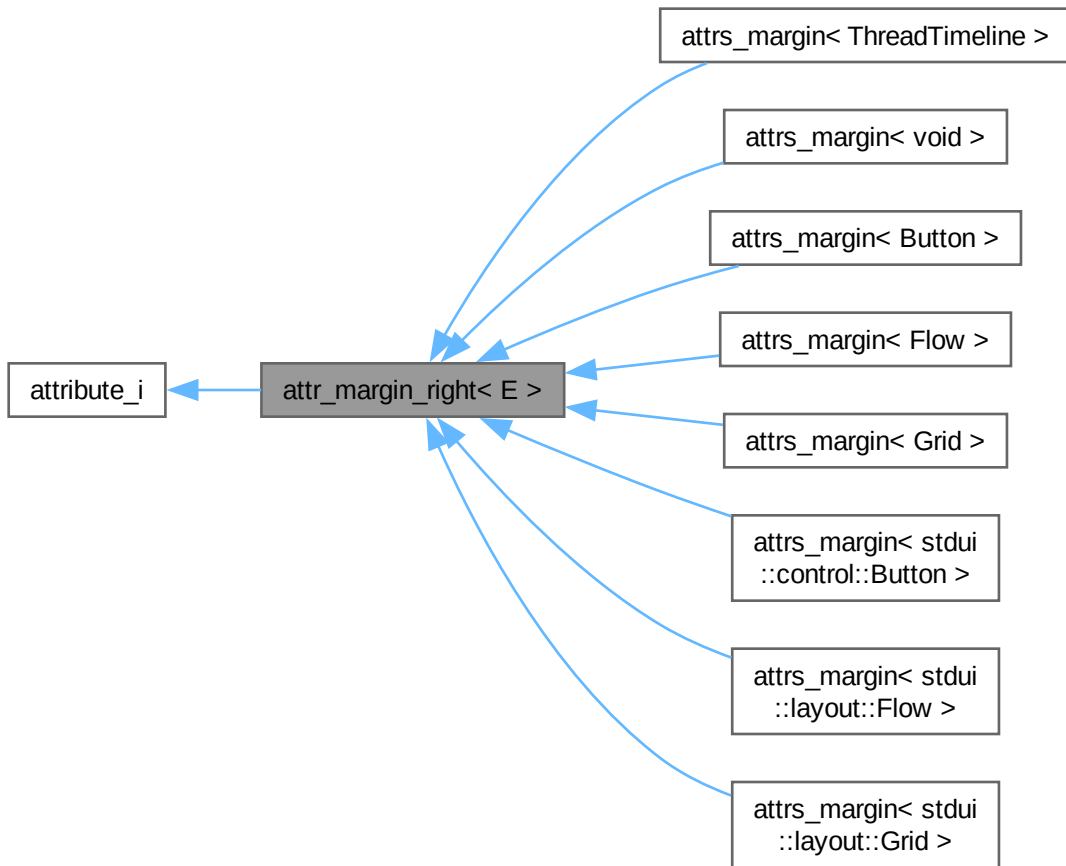 attrs_margin< ThreadTimeline >
attrs_margin< void >
attrs_margin< Button >
attrs_margin< Flow >
attribute_i
attr_margin_right< E >
attrs_margin< Grid >
attrs_margin< stdui
::control::Button >
attrs_margin< stdui
::layout::Flow >
attrs_margin< stdui
::layout::Grid >